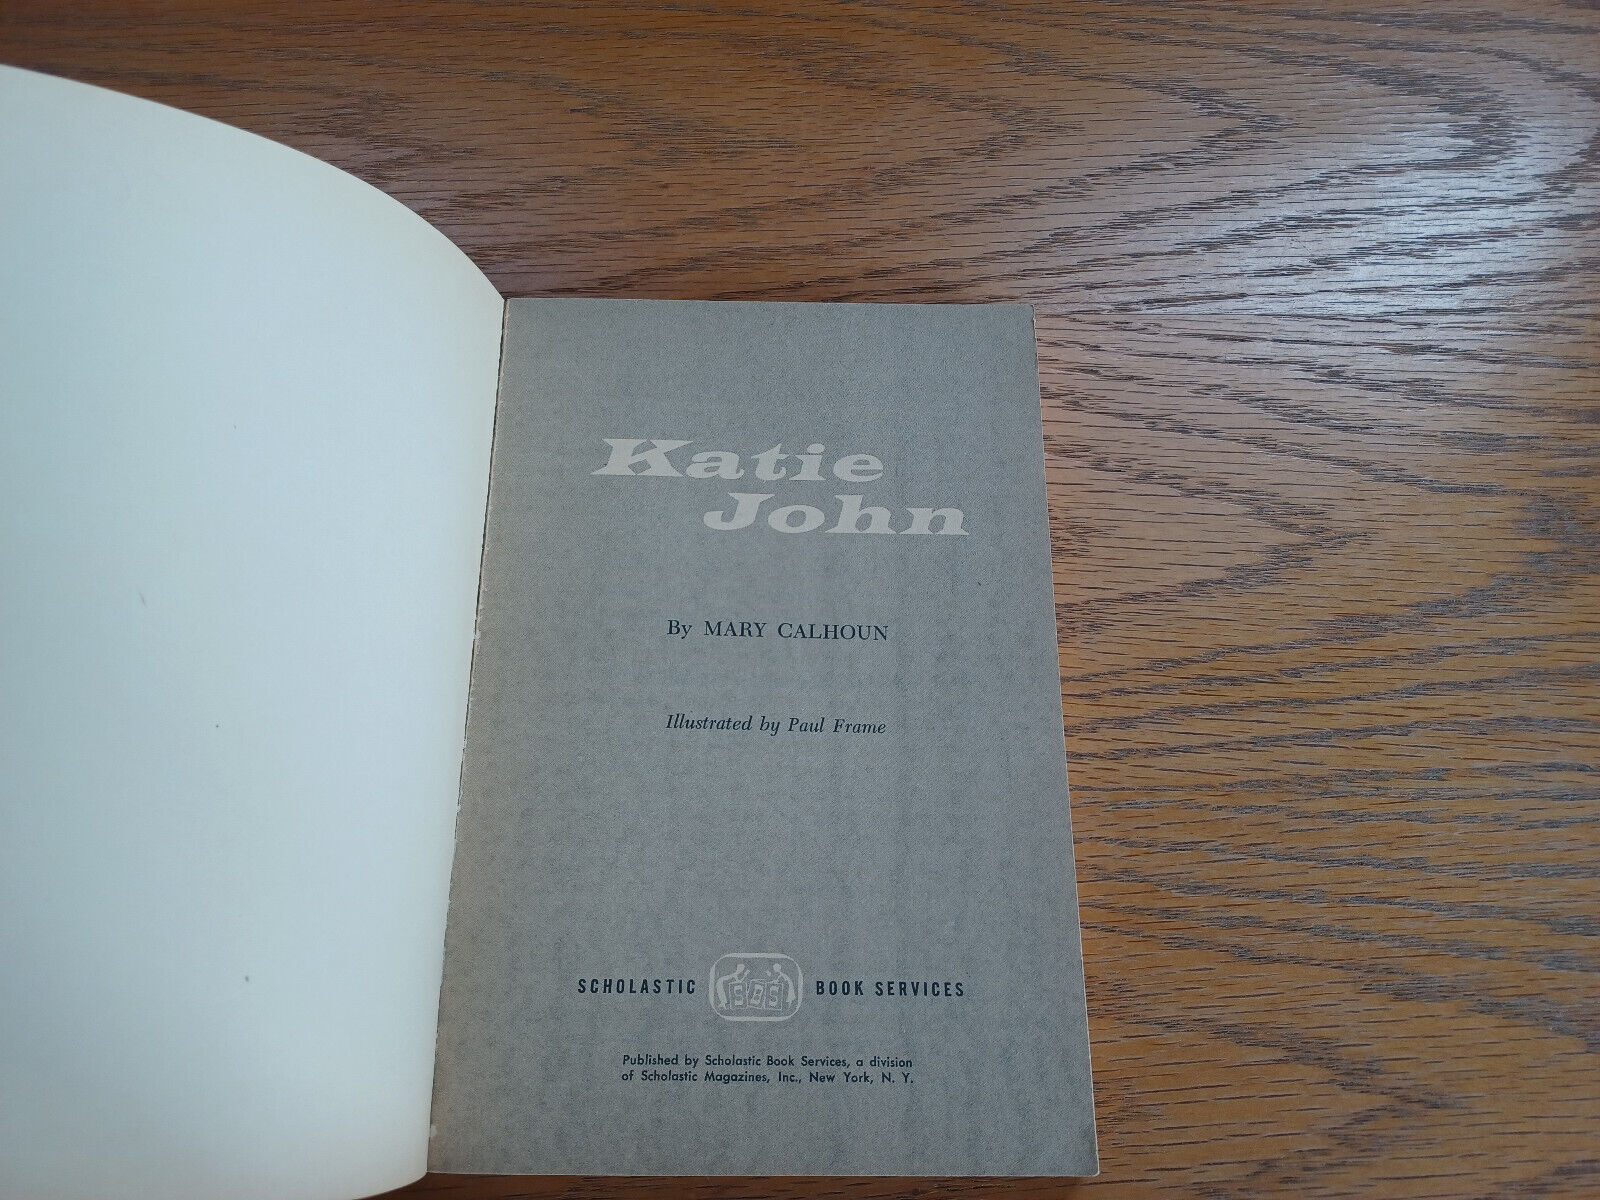 Katie
John
By MARY CALHOUN
Illustrated by Paul Frame
SCHOLASTIC SBS BOOK SERVICES
Published by Scholastic Book Services, a division
of Scholastic Magazines, Inc., New York, N. Y.